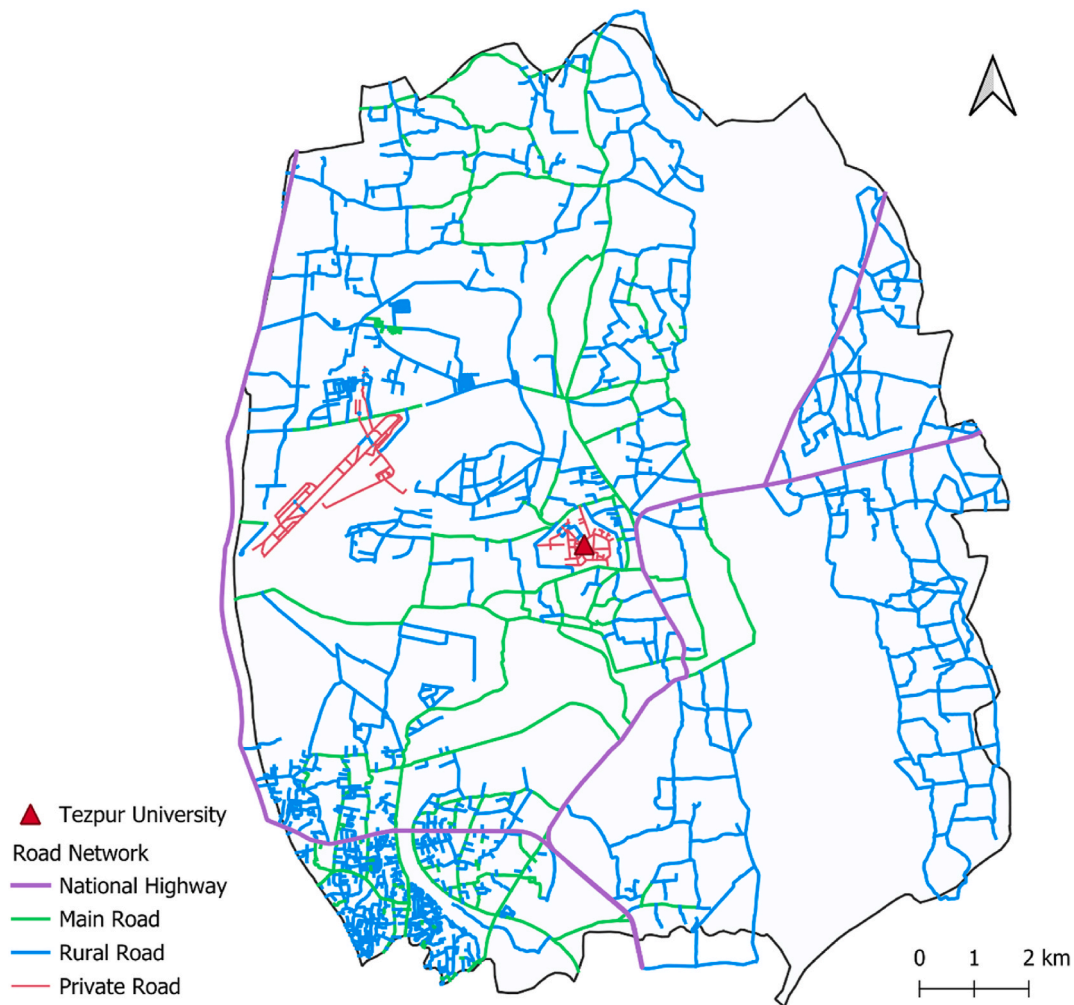 Tezpur University
Road Network
National Highway
Main Road
Rural Road
Private Road
0 1 2 km